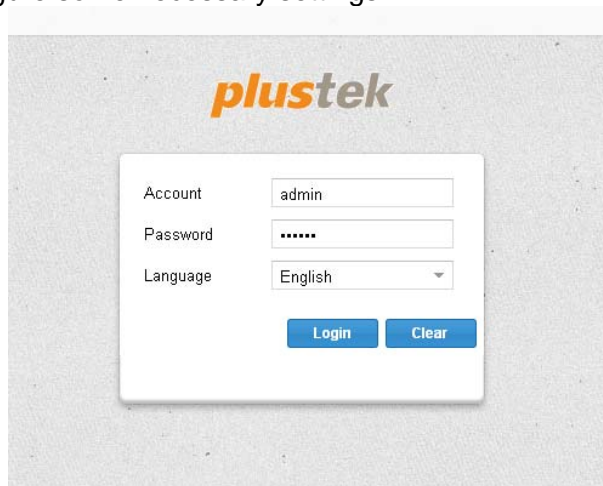 plustek
Account admin
Password ••••••
Language English
Login Clear